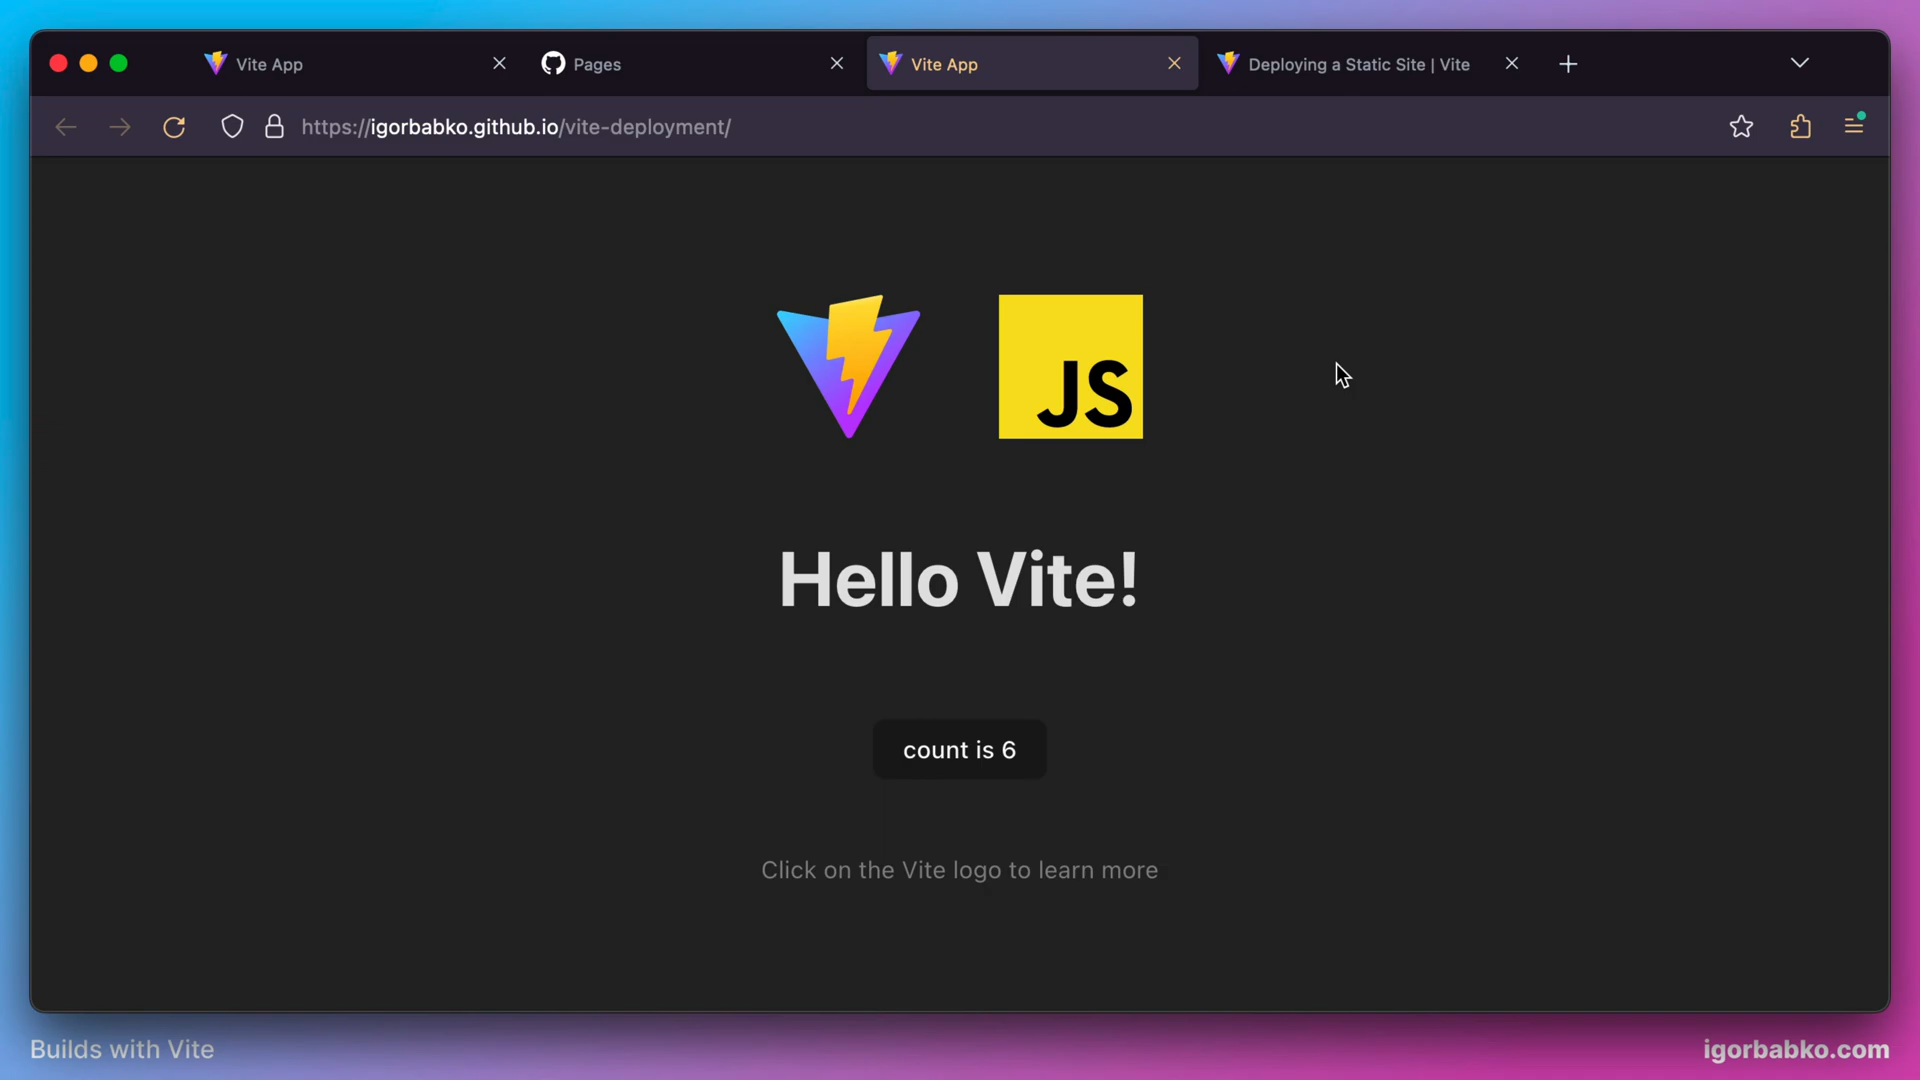 Vite App
Pages
Vite App
Deploying a Static Site | Vite
https://igorbabko.github.io/vite-deployment/
JS
Hello Vite!
count is 6
Click on the Vite logo to learn more
Builds with Vite
igorbabko.com